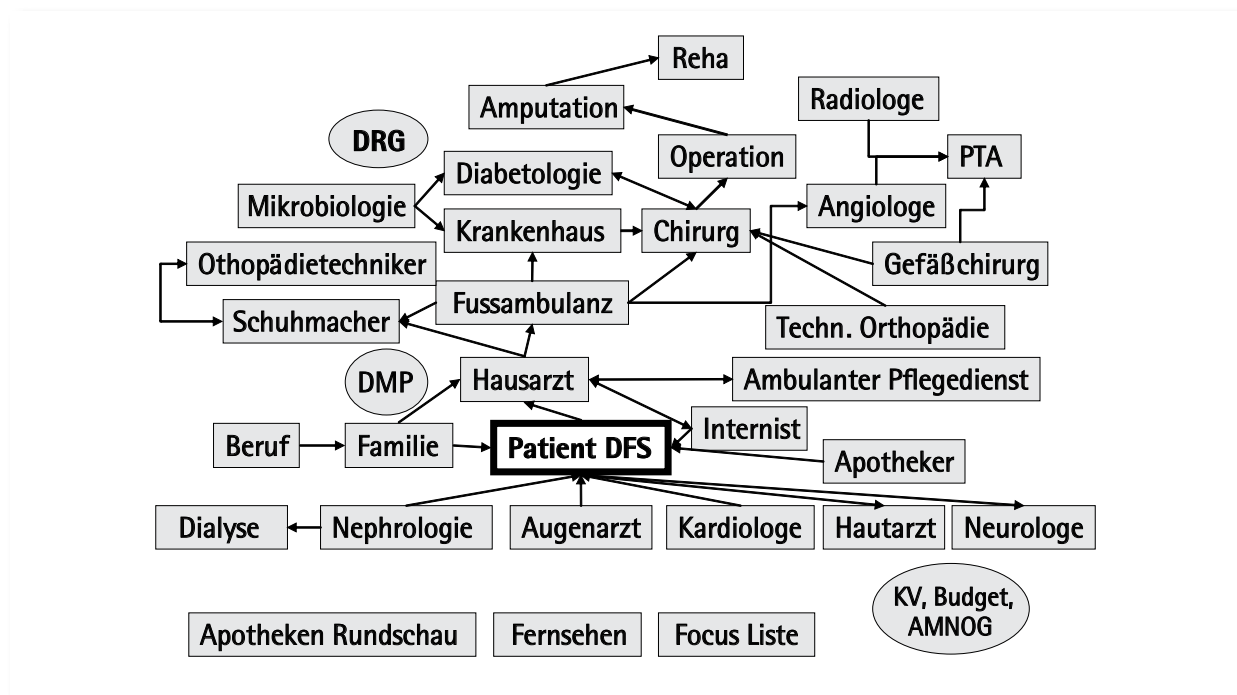 Reha
Amputation
Radiologe
DRG
Operation
PTA
Diabetologie
Mikrobiologie
Angiologe
Krankenhaus
Chirurg
Othopädietechniker
Gefäßchirurg
Fussambulanz
Schuhmacher
Techn. Orthopädie
DMP
Hausarzt
Ambulanter Pflegedienst
Internist
Beruf
Familie
Patient DFS
Apotheker
Dialyse
Nephrologie
Augenarzt
Kardiologe
Hautarzt
Neurologe
KV, Budget,
AMNOG
Apotheken Rundschau
Fernsehen
Focus Liste